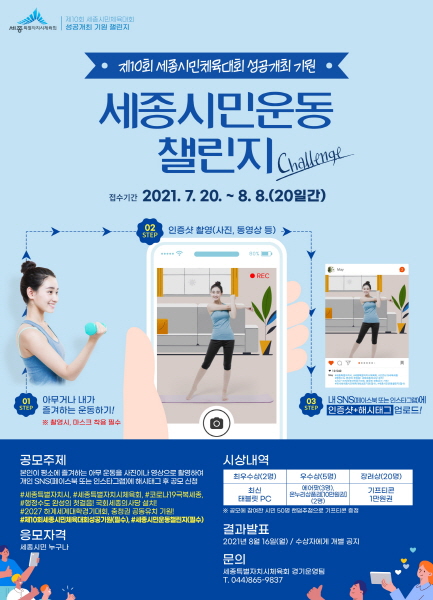 세종특별자치시체육회
제10회 세종시민체육대회
성공개최 기원 챌린지
제10회 세종시민체육대회 성공개최 기원
세종시민운동
챌린지
Challenge
접수기간 2021. 7. 20. ~ 8. 8.(20일간)
02 STEP
인증샷 촬영(사진, 동영상 등)
80%
REC
01 STEP
아무거나 내가
즐겨하는 운동하기!
※ 촬영시, 마스크 착용 필수
03 STEP
내 SNS(페이스북 또는 인스타그램)에
인증샷+해시태그 업로드!
공모주제
본인이 평소에 즐겨하는 아무 운동을 사진이나 영상으로 촬영하여
개인 SNS(페이스북 또는 인스타그램)에 해시태그 후 공모 신청
#세종특별자치시, #세종특별자치시체육회, #코로나19극복세종,
#행정수도 완성의 첫걸음! 국회세종의사당 설치!
#2027 하계세계대학경기대회, 충청권 공동유치 기원!
#제10회세종시민체육대회성공기원(필수), #세종시민운동챌린지(필수)
응모자격
세종시민 누구나
시상내역
최우수상(2명) 우수상(5명) 장려상(20명)
최신
태블릿 PC
에어팟(3명),
온누리상품권(10만원권)
(2명)
기프티콘
1만원권
※ 공모에 참여한 시민 50명 랜덤추첨으로 기프티콘 증정
결과발표
2021년 8월 16일(월) / 수상자에게 개별 공지
문의
세종특별자치시체육회 경기운영팀
T. 044)865-9837